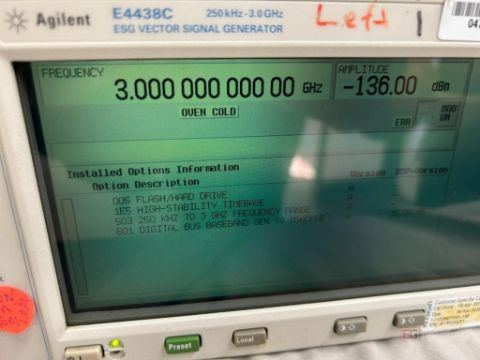 Agilent E4438C 250 kHz - 3.0 GHz
ESG VECTOR SIGNAL GENERATOR
Left 1
047
FREQUENCY AMPLITUDE
3.000 000 000 00 GHz -136.00 dBm
OVEN COLD
ERR
MOD
ON
Installed Options Information
Option Description Version DSP-Version
005 FLASH/HARD DRIVE A -
1E5 HIGH-STABILITY TIMEBASE A -
503 250 KHZ TO 3 GHZ FREQUENCY RANGE
601 DIGITAL BUS BASEBAND GEN
ON
Preset
Local